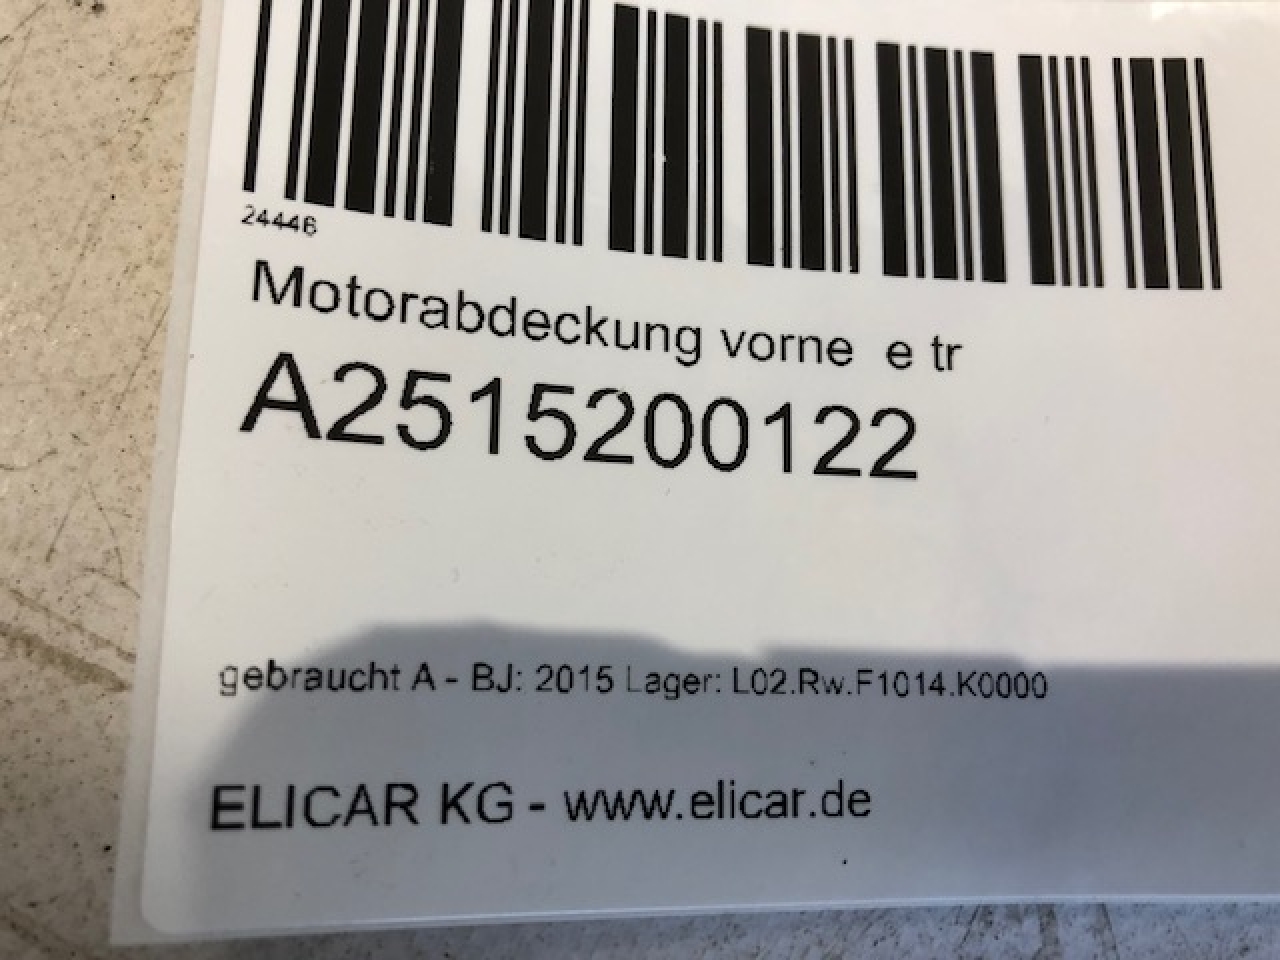 24446
Motorabdeckung vorne e tr
A2515200122
gebraucht A - BJ: 2015 Lager: L02.Rw.F1014.K0000
ELICAR KG - www.elicar.de